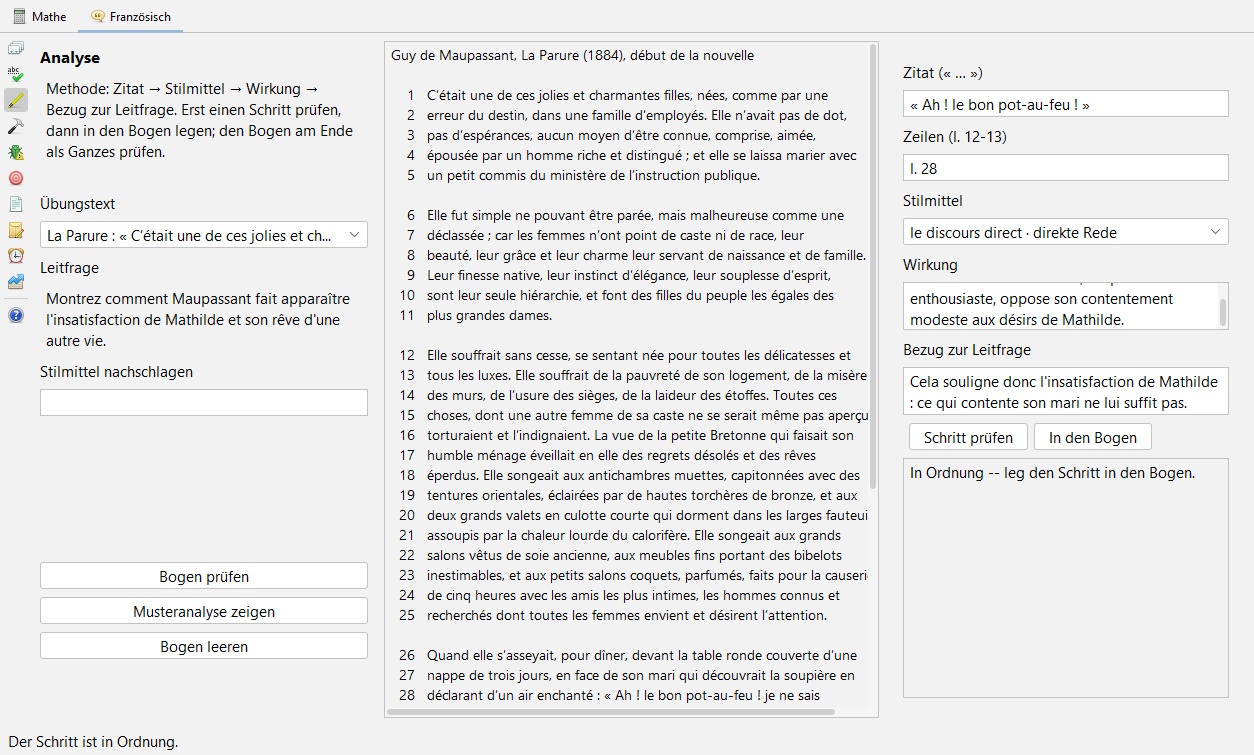 Mathe
Französisch
abc
Analyse
Methode: Zitat → Stilmittel → Wirkung →
Bezug zur Leitfrage. Erst einen Schritt prüfen,
dann in den Bogen legen; den Bogen am Ende
als Ganzes prüfen.
Übungstext
La Parure : « C’était une de ces jolies et ch...
Leitfrage
Montrez comment Maupassant fait apparaître
l'insatisfaction de Mathilde et son rêve d'une
autre vie.
Stilmittel nachschlagen
Bogen prüfen
Musteranalyse zeigen
Bogen leeren
Guy de Maupassant, La Parure (1884), début de la nouvelle
1 C’était une de ces jolies et charmantes filles, nées, comme par une
2 erreur du destin, dans une famille d’employés. Elle n’avait pas de dot,
3 pas d’espérances, aucun moyen d’être connue, comprise, aimée,
4 épousée par un homme riche et distingué ; et elle se laissa marier avec
5 un petit commis du ministère de l’instruction publique.
6 Elle fut simple ne pouvant être parée, mais malheureuse comme une
7 déclassée ; car les femmes n’ont point de caste ni de race, leur
8 beauté, leur grâce et leur charme leur servant de naissance et de famille.
9 Leur finesse native, leur instinct d’élégance, leur souplesse d’esprit,
10 sont leur seule hiérarchie, et font des filles du peuple les égales des
11 plus grandes dames.
12 Elle souffrait sans cesse, se sentant née pour toutes les délicatesses et
13 tous les luxes. Elle souffrait de la pauvreté de son logement, de la misère
14 des murs, de l’usure des sièges, de la laideur des étoffes. Toutes ces
15 choses, dont une autre femme de sa caste ne se serait même pas aperçu
16 torturaient et l’indignaient. La vue de la petite Bretonne qui faisait son
17 humble ménage éveillait en elle des regrets désolés et des rêves
18 éperdus. Elle songeait aux antichambres muettes, capitonnées avec des
19 tentures orientales, éclairées par de hautes torchères de bronze, et aux
20 deux grands valets en culotte courte qui dorment dans les larges fauteui
21 assoupis par la chaleur lourde du calorifère. Elle songeait aux grands
22 salons vêtus de soie ancienne, aux meubles fins portant des bibelots
23 inestimables, et aux petits salons coquets, parfumés, faits pour la causeri
24 de cinq heures avec les amis les plus intimes, les hommes connus et
25 recherchés dont toutes les femmes envient et désirent l’attention.
26 Quand elle s’asseyait, pour dîner, devant la table ronde couverte d’une
27 nappe de trois jours, en face de son mari qui découvrait la soupière en
28 déclarant d’un air enchanté : « Ah ! le bon pot-au-feu ! je ne sais
Zitat (« ... »)
« Ah ! le bon pot-au-feu ! »
Zeilen (l. 12-13)
l. 28
Stilmittel
le discours direct · direkte Rede
Wirkung
enthousiaste, oppose son contentement
modeste aux désirs de Mathilde.
Bezug zur Leitfrage
Cela souligne donc l'insatisfaction de Mathilde
: ce qui contente son mari ne lui suffit pas.
Schritt prüfen
In den Bogen
In Ordnung -- leg den Schritt in den Bogen.
Der Schritt ist in Ordnung.